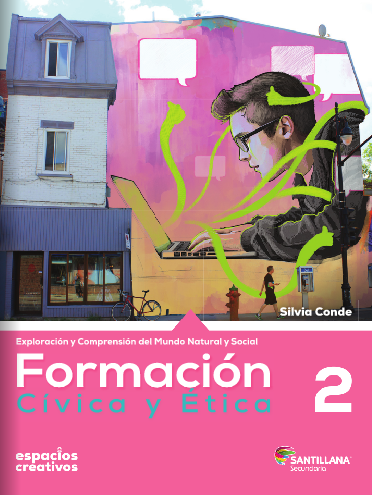 Silvia Conde
Exploración y Comprensión del Mundo Natural y Social
Formación
Cívica y Ética
2
espacios
creativos
SANTILLANA
Secundaria